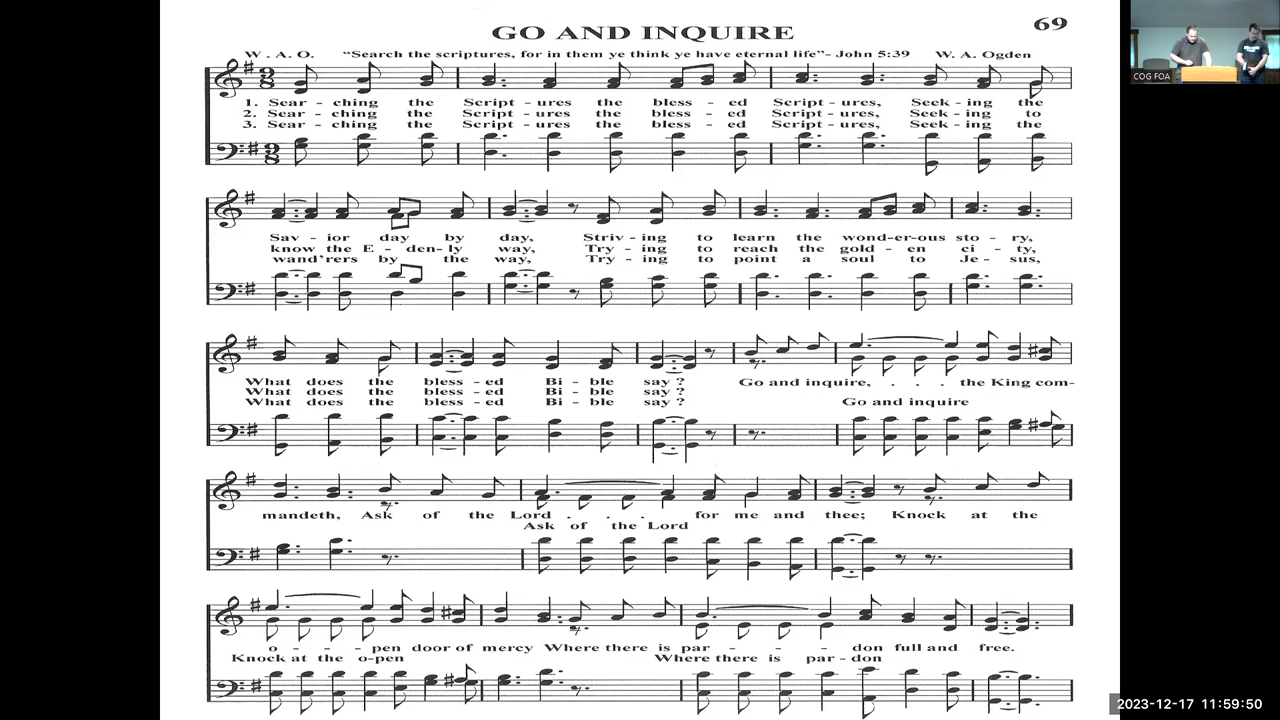 GO AND INQUIRE
69
W. A. O. "Search the scriptures, for in them ye think ye have eternal life"- John 5:39 W. A. Ogden
1. Sear - ching the Script - ures the bless - ed Script - ures, Seek - ing the
2. Sear - ching the Script - ures the bless - ed Script - ures, Seek - ing to
3. Sear - ching the Script - ures the bless - ed Script - ures, Seek - ing the
Sav - ior day by day, Striv - ing to learn the wond-er-ous sto - ry,
know the E - den-ly way, Try - ing to reach the gold - en ci - ty,
wand'rers by the way, Try - ing to point a soul to Je - sus,
What does the bless - ed Bi - ble say ? Go and inquire, . . . the King com-
What does the bless - ed Bi - ble say ?
What does the bless - ed Bi - ble say ? Go and inquire
mandeth, Ask of the Lord . . . for me and thee; Knock at the
Ask of the Lord
o - - - pen door of mercy Where there is par - - - don full and free.
Knock at the o-pen Where there is par - don
COG FOA
2023-12-17 11:59:50